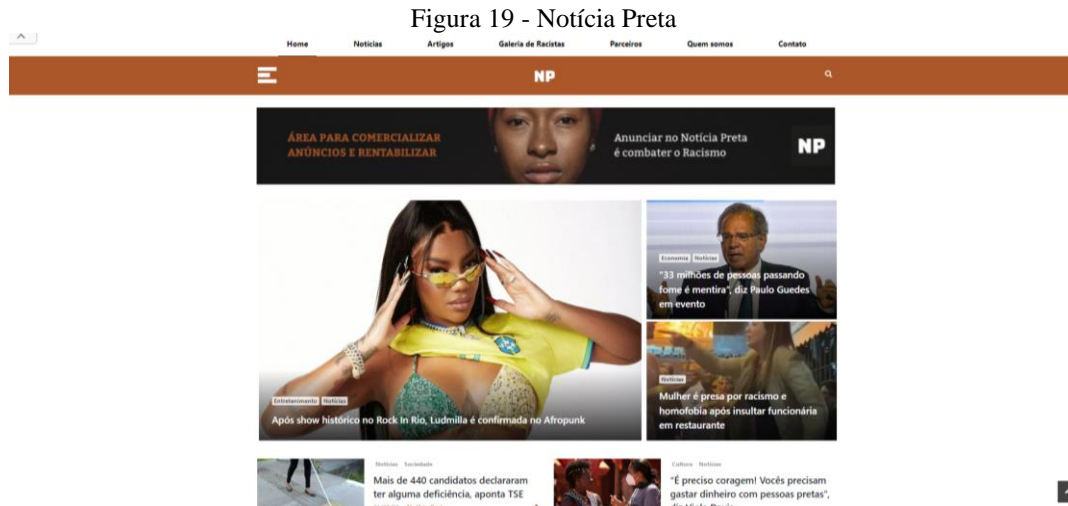 Figura 19 - Notícia Preta
Home Notícias Artigos Galeria de Racistas Parceiros Quem somos Contato
NP
ÁREA PARA COMERCIALIZAR
ANÚNCIOS E RENTABILIZAR
Anunciar no Notícia Preta
é combater o Racismo
NP
Entretenimento Notícias
Após show histórico no Rock In Rio, Ludmilla é confirmada no Afropunk
Economia Notícias
"33 milhões de pessoas passando
fome é mentira", diz Paulo Guedes
em evento
Notícias
Mulher é presa por racismo e
homofobia após insultar funcionária
em restaurante
Notícias Sociedade
Mais de 440 candidatos declararam
ter alguma deficiência, aponta TSE
Cultura Notícias
"É preciso coragem! Vocês precisam
gastar dinheiro com pessoas pretas",